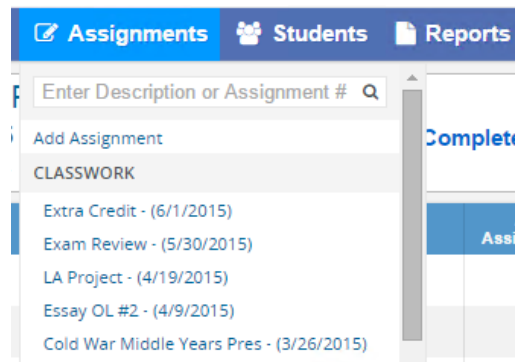 Assignments Students Reports
Enter Description or Assignment #
Add Assignment
Complete
CLASSWORK
Extra Credit - (6/1/2015)
Exam Review - (5/30/2015)
Assi
LA Project - (4/19/2015)
Essay OL #2 - (4/9/2015)
Cold War Middle Years Pres - (3/26/2015)